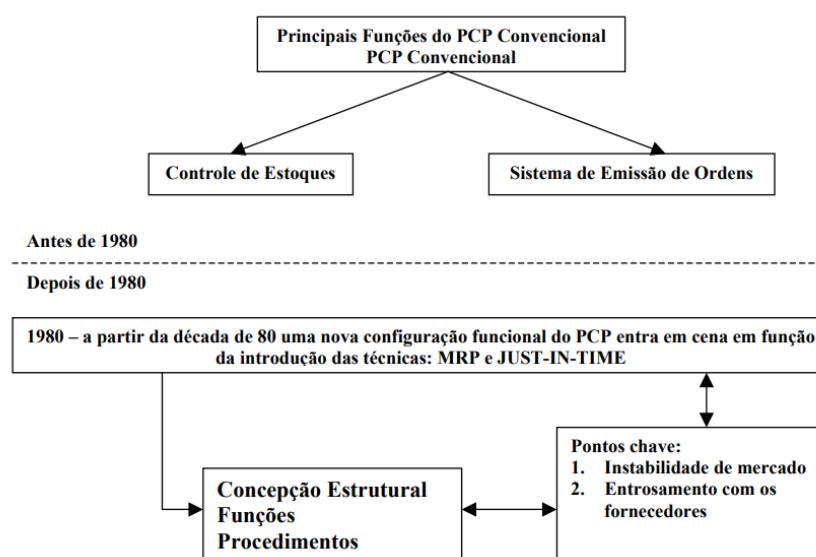 Principais Funções do PCP Convencional
PCP Convencional
Controle de Estoques
Sistema de Emissão de Ordens
Antes de 1980
Depois de 1980
1980 – a partir da década de 80 uma nova configuração funcional do PCP entra em cena em função
da introdução das técnicas: MRP e JUST-IN-TIME
Concepção Estrutural
Funções
Procedimentos
Pontos chave:
1. Instabilidade de mercado
2. Entrosamento com os
fornecedores